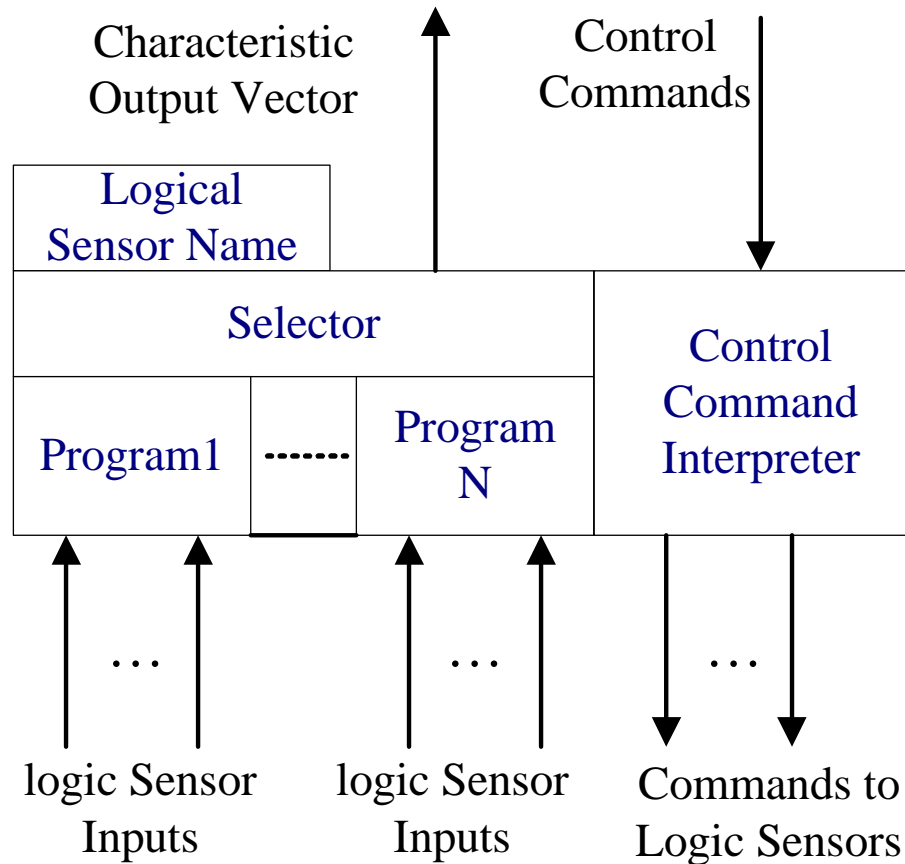 Characteristic
Output Vector
Control
Commands
Logical
Sensor Name
Selector
Control
Command
Interpreter
Program1
Program
N
...
...
...
logic Sensor
Inputs
logic Sensor
Inputs
Commands to
Logic Sensors